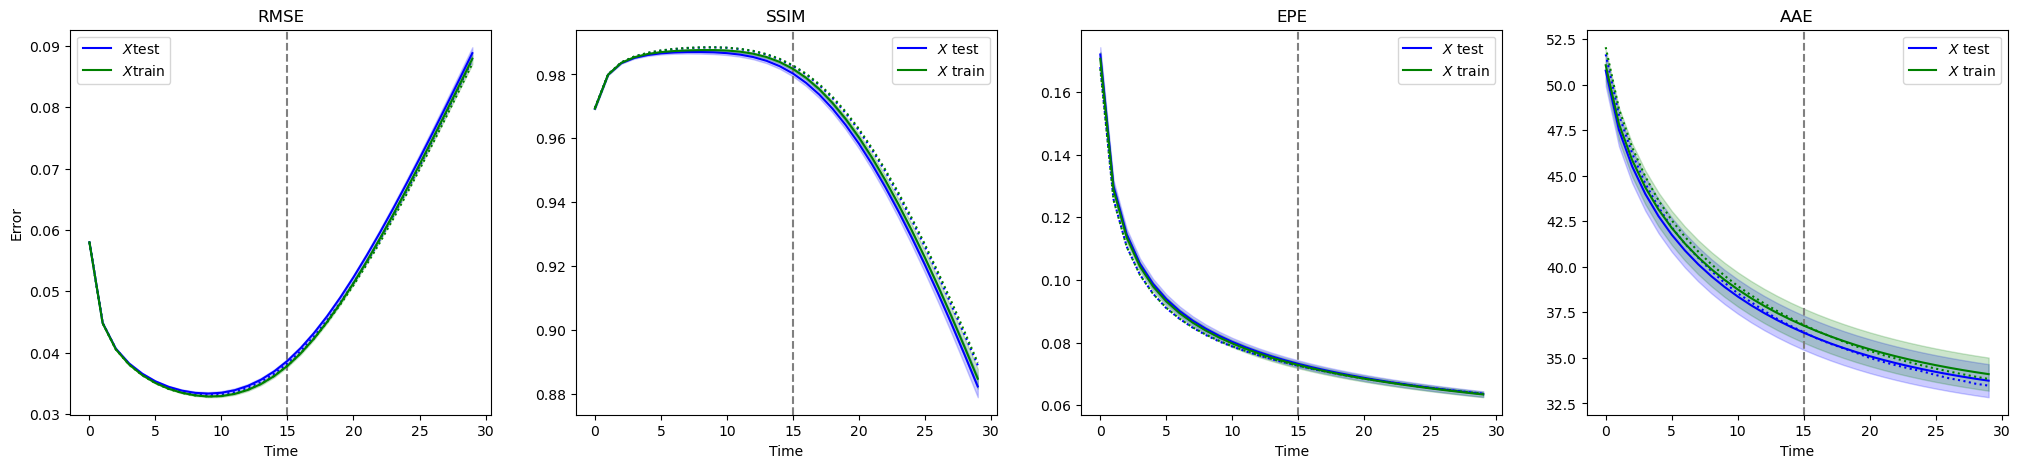 RMSE
Error
0.09
0.08
0.07
0.06
0.05
0.04
0.03
Xtest
Xtrain
0 5 10 15 20 25 30
Time
SSIM
0.98
0.96
0.94
0.92
0.90
0.88
X test
X train
0 5 10 15 20 25 30
Time
EPE
0.16
0.14
0.12
0.10
0.08
0.06
X test
X train
0 5 10 15 20 25 30
Time
AAE
52.5
50.0
47.5
45.0
42.5
40.0
37.5
35.0
32.5
X test
X train
0 5 10 15 20 25 30
Time